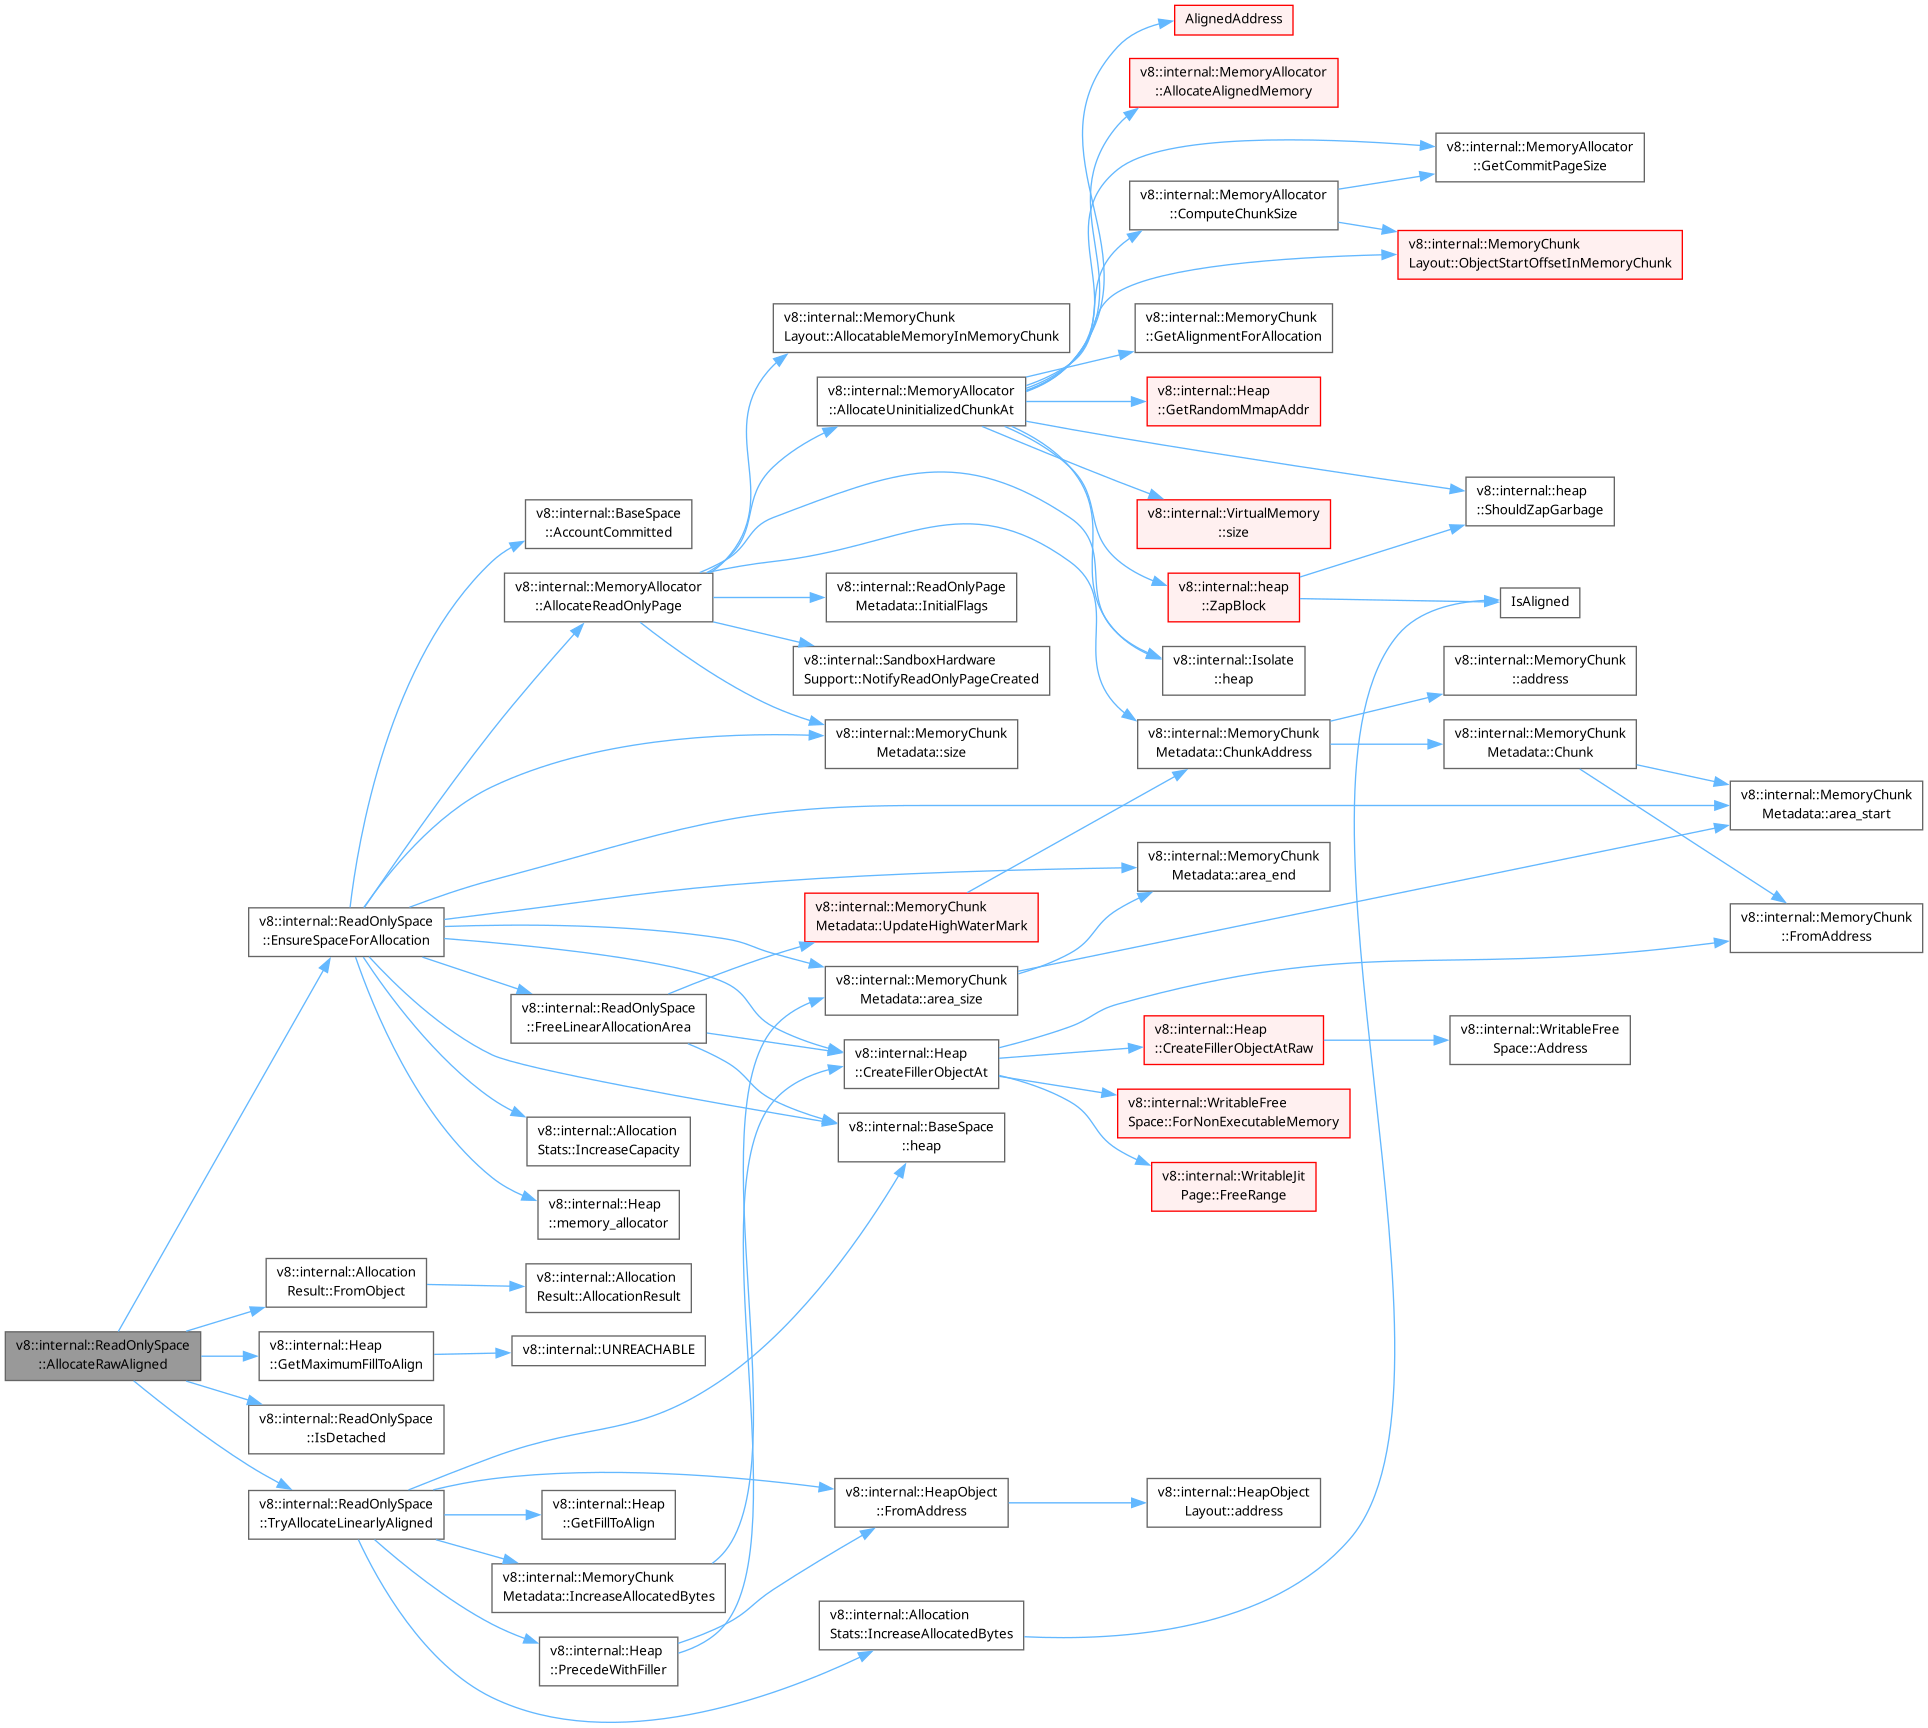 AlignedAddress
v8::internal::MemoryAllocator
::AllocateAlignedMemory
v8::internal::MemoryAllocator
::GetCommitPageSize
v8::internal::MemoryAllocator
::ComputeChunkSize
v8::internal::MemoryChunk
Layout::ObjectStartOffsetInMemoryChunk
v8::internal::MemoryChunk
Layout::AllocatableMemoryInMemoryChunk
v8::internal::MemoryChunk
::GetAlignmentForAllocation
v8::internal::MemoryAllocator
::AllocateUninitializedChunkAt
v8::internal::Heap
::GetRandomMmapAddr
v8::internal::heap
::ShouldZapGarbage
v8::internal::BaseSpace
::AccountCommitted
v8::internal::VirtualMemory
::size
v8::internal::MemoryAllocator
::AllocateReadOnlyPage
v8::internal::ReadOnlyPage
Metadata::InitialFlags
v8::internal::heap
::ZapBlock
IsAligned
v8::internal::SandboxHardware
Support::NotifyReadOnlyPageCreated
v8::internal::Isolate
::heap
v8::internal::MemoryChunk
::address
v8::internal::MemoryChunk
Metadata::size
v8::internal::MemoryChunk
Metadata::ChunkAddress
v8::internal::MemoryChunk
Metadata::Chunk
v8::internal::MemoryChunk
Metadata::area_start
v8::internal::MemoryChunk
Metadata::area_end
v8::internal::ReadOnlySpace
::EnsureSpaceForAllocation
v8::internal::MemoryChunk
Metadata::UpdateHighWaterMark
v8::internal::MemoryChunk
::FromAddress
v8::internal::MemoryChunk
Metadata::area_size
v8::internal::ReadOnlySpace
::FreeLinearAllocationArea
v8::internal::Heap
::CreateFillerObjectAt
v8::internal::Heap
::CreateFillerObjectAtRaw
v8::internal::WritableFree
Space::Address
v8::internal::WritableFree
Space::ForNonExecutableMemory
v8::internal::Allocation
Stats::IncreaseCapacity
v8::internal::BaseSpace
::heap
v8::internal::WritableJit
Page::FreeRange
v8::internal::Heap
::memory_allocator
v8::internal::Allocation
Result::FromObject
v8::internal::Allocation
Result::AllocationResult
v8::internal::ReadOnlySpace
::AllocateRawAligned
v8::internal::Heap
::GetMaximumFillToAlign
v8::internal::UNREACHABLE
v8::internal::ReadOnlySpace
::IsDetached
v8::internal::ReadOnlySpace
::TryAllocateLinearlyAligned
v8::internal::Heap
::GetFillToAlign
v8::internal::HeapObject
::FromAddress
v8::internal::HeapObject
Layout::address
v8::internal::MemoryChunk
Metadata::IncreaseAllocatedBytes
v8::internal::Allocation
Stats::IncreaseAllocatedBytes
v8::internal::Heap
::PrecedeWithFiller